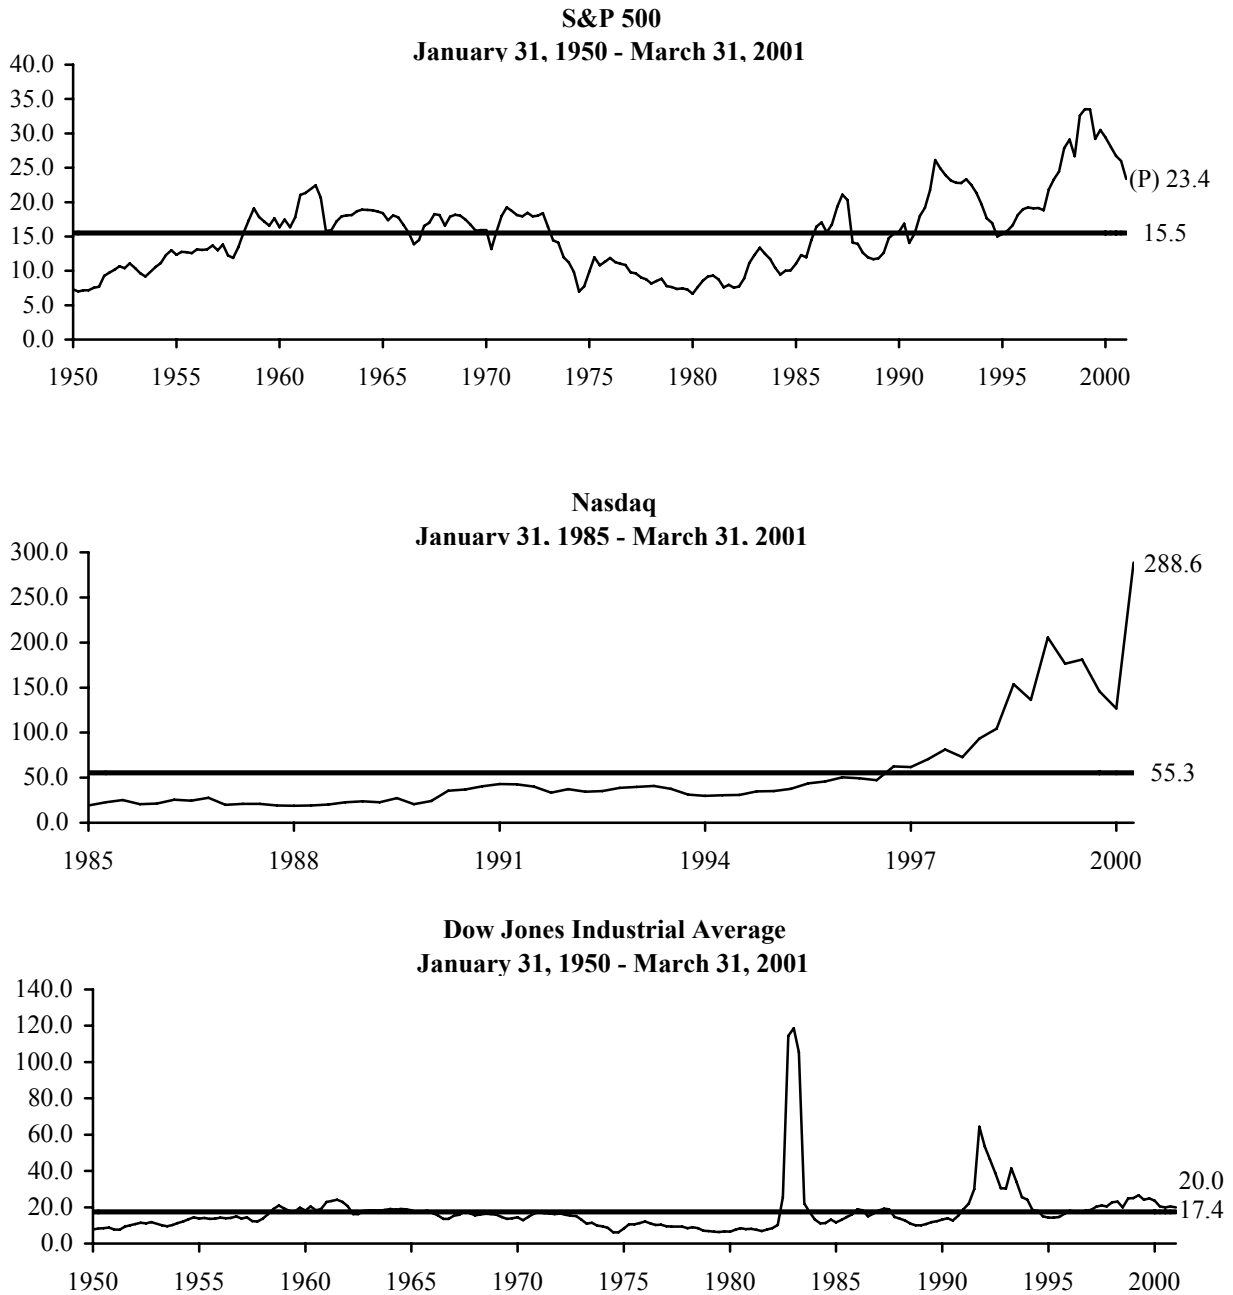 S&P 500
January 31, 1950 - March 31, 2001
40.0
35.0
30.0
25.0
20.0
15.0
10.0
5.0
0.0
(P) 23.4
15.5
1950 1955 1960 1965 1970 1975 1980 1985 1990 1995 2000
Nasdaq
January 31, 1985 - March 31, 2001
300.0
250.0
200.0
150.0
100.0
50.0
0.0
288.6
55.3
1985 1988 1991 1994 1997 2000
Dow Jones Industrial Average
January 31, 1950 - March 31, 2001
140.0
120.0
100.0
80.0
60.0
40.0
20.0
0.0
20.0
17.4
1950 1955 1960 1965 1970 1975 1980 1985 1990 1995 2000